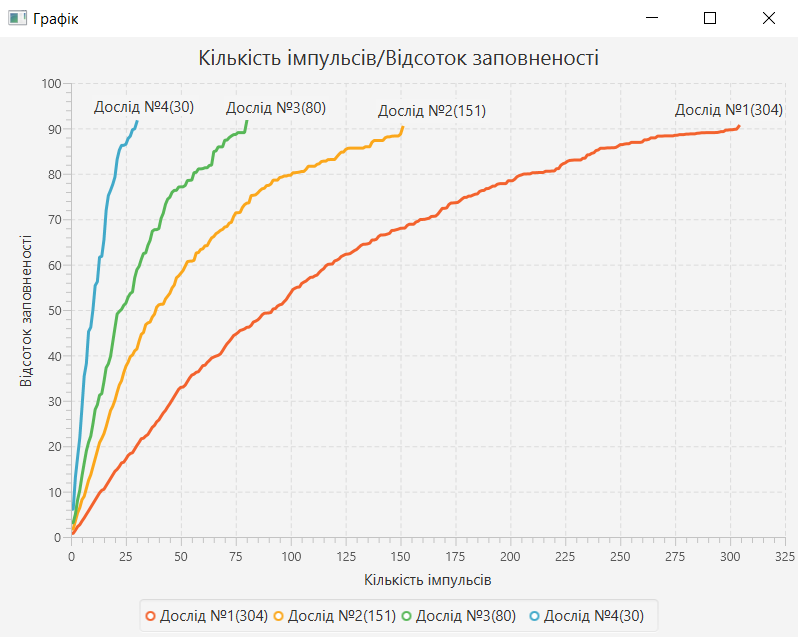 Графік
Кількість імпульсів/Відсоток заповненості
Дослід №4(30) Дослід №3(80) Дослід №2(151) Дослід №1(304)
100
90
80
70
60
50
40
30
20
10
0
Відсоток заповненості
0 25 50 75 100 125 150 175 200 225 250 275 300 325
Кількість імпульсів
Дослід №1(304) Дослід №2(151) Дослід №3(80) Дослід №4(30)